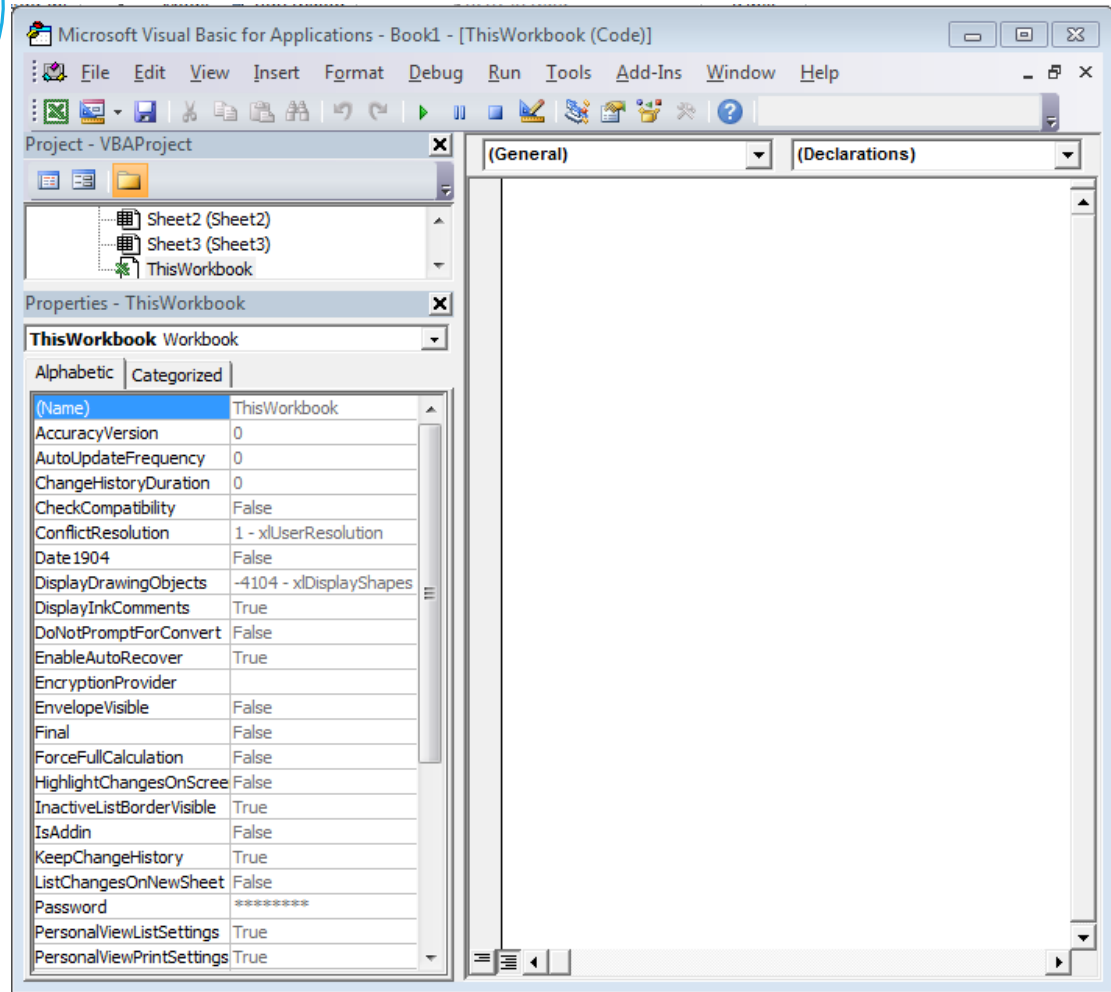 Microsoft Visual Basic for Applications - Book1 - [ThisWorkbook (Code)]
File Edit View Insert Format Debug Run Tools Add-Ins Window Help
Project - VBAProject
(General) (Declarations)
Sheet2 (Sheet2)
Sheet3 (Sheet3)
ThisWorkbook
Properties - ThisWorkbook
ThisWorkbook Workbook
Alphabetic Categorized
(Name) ThisWorkbook
AccuracyVersion 0
AutoUpdateFrequency 0
ChangeHistoryDuration 0
CheckCompatibility False
ConflictResolution 1 - xlUserResolution
Date1904 False
DisplayDrawingObjects -4104 - xlDisplayShapes
DisplayInkComments True
DoNotPromptForConvert False
EnableAutoRecover True
EncryptionProvider
EnvelopeVisible False
Final False
ForceFullCalculation False
HighlightChangesOnScree False
InactiveListBorderVisible True
IsAddin False
KeepChangeHistory True
ListChangesOnNewSheet False
Password ********
PersonalViewListSettings True
PersonalViewPrintSettings True